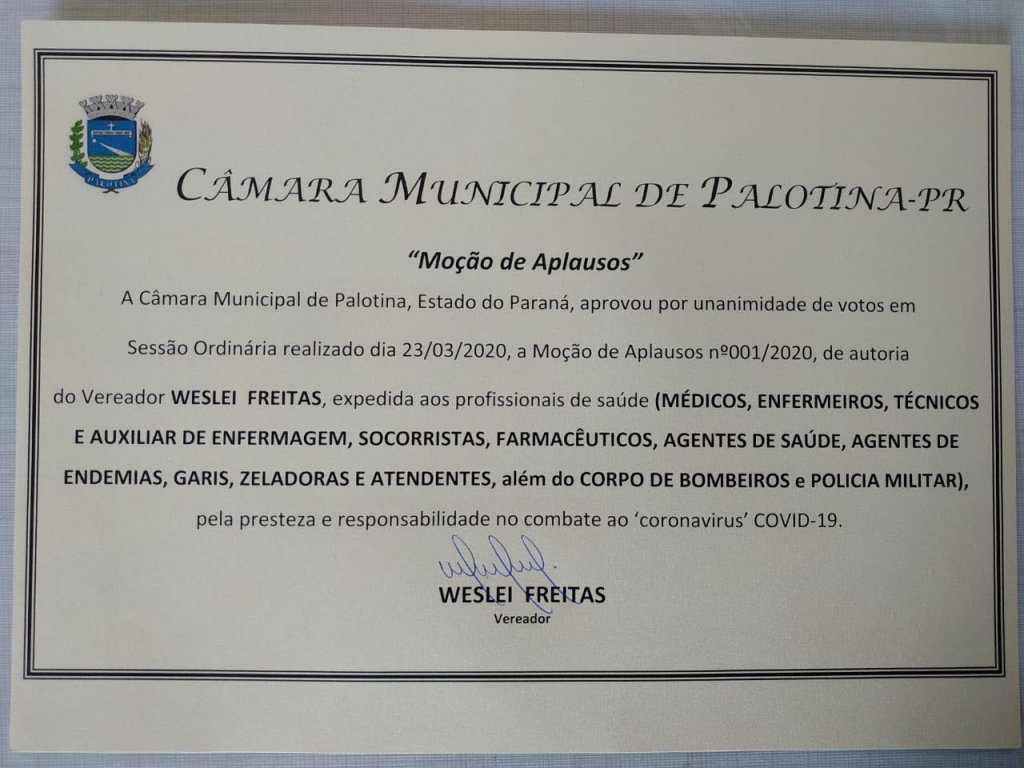 PALOTINA
CÂMARA MUNICIPAL DE PALOTINA-PR
“Moção de Aplausos”
A Câmara Municipal de Palotina, Estado do Paraná, aprovou por unanimidade de votos em
Sessão Ordinária realizado dia 23/03/2020, a Moção de Aplausos nº001/2020, de autoria
do Vereador WESLEI FREITAS, expedida aos profissionais de saúde (MÉDICOS, ENFERMEIROS, TÉCNICOS
E AUXILIAR DE ENFERMAGEM, SOCORRISTAS, FARMACÊUTICOS, AGENTES DE SAÚDE, AGENTES DE
ENDEMIAS, GARIS, ZELADORAS E ATENDENTES, além do CORPO DE BOMBEIROS e POLICIA MILITAR),
pela presteza e responsabilidade no combate ao ‘coronavirus’ COVID-19.
WESLEI FREITAS
Vereador